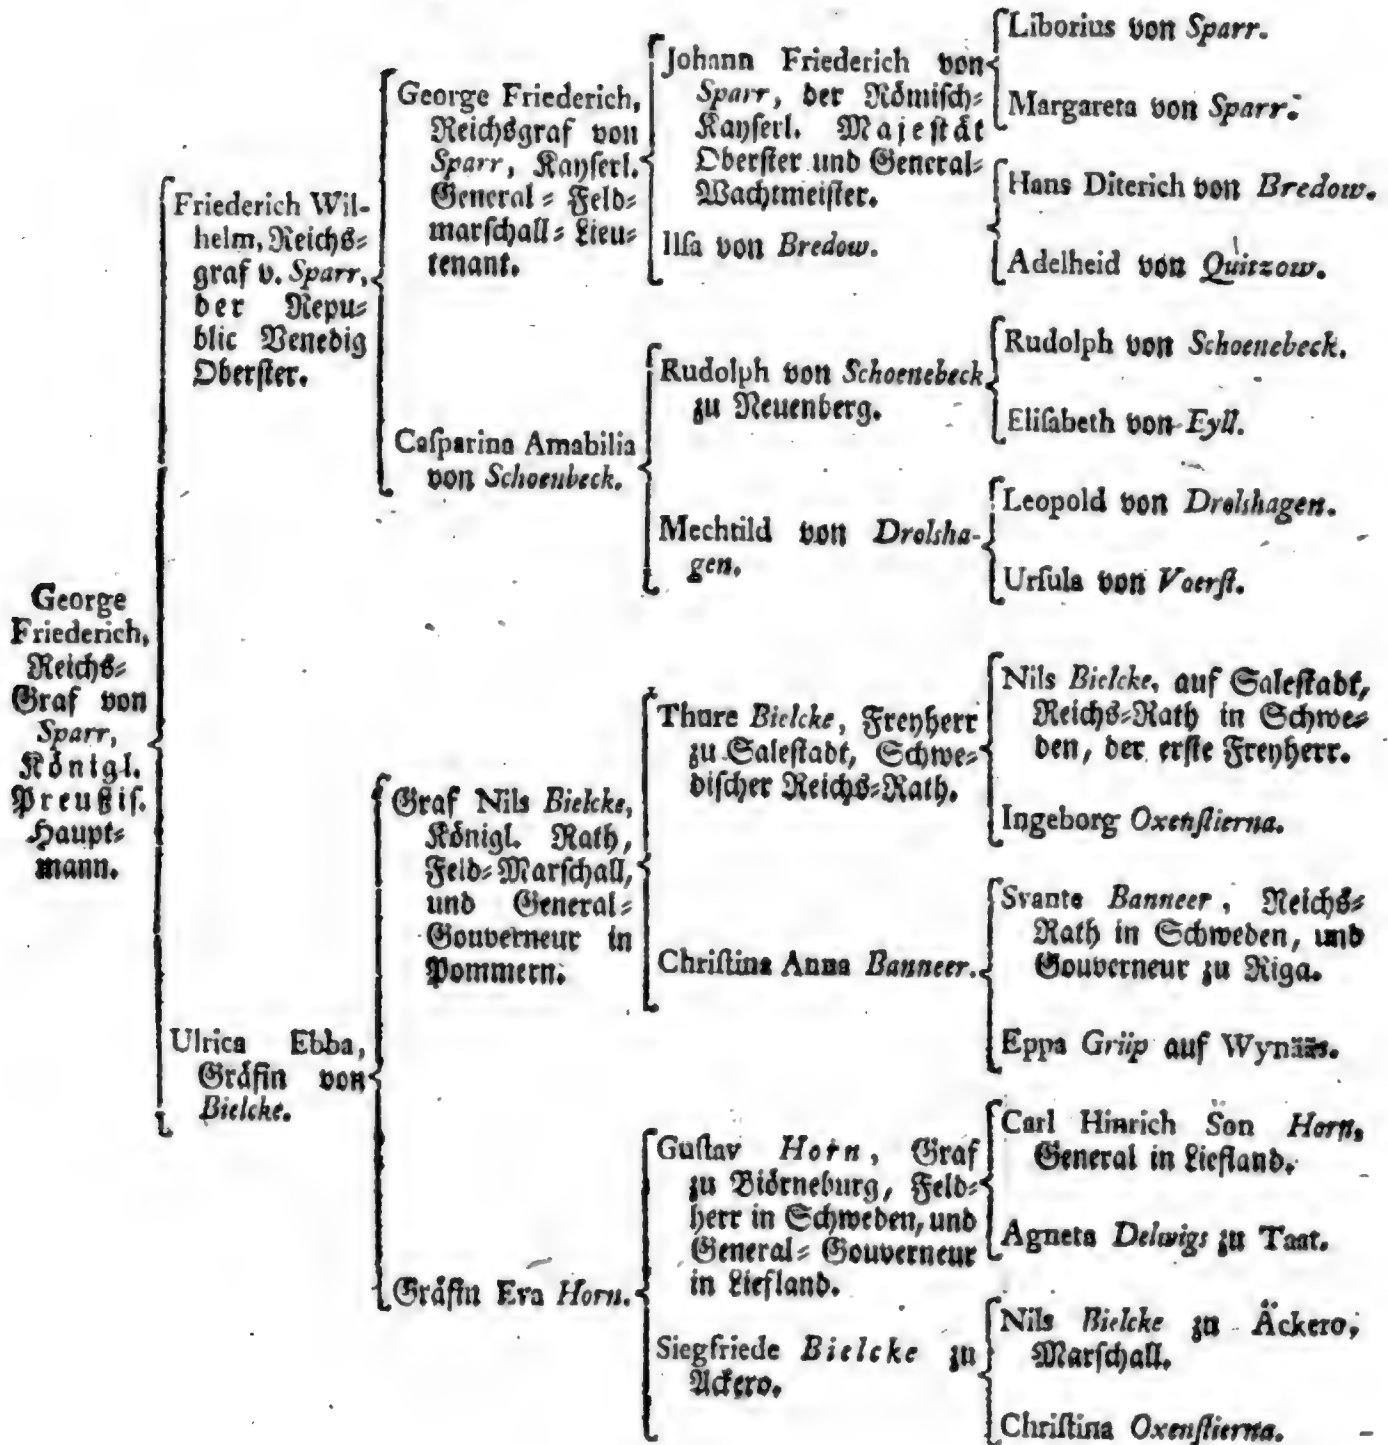 George
Friederich,
Reichs-
Graf von
Sparr,
Königl.
Preußis.
Haupt-
mann.
Friederich Wil-
helm, Reichs-
graf v. Sparr,
der Repu-
blic Venedig
Oberster.
Ulrica Ebba,
Gräfin von
Bielcke.
George Friederich,
Reichsgraf von
Sparr, Kayserl.
General-Feld-
marschall-Lieu-
tenant.
Casparina Amabilia
von Schoenbeck.
Graf Nils Bielcke,
Königl. Rath,
Feld-Marschall,
und General-
Gouverneur in
Pommern.
Gräfin Eva Horn.
Johann Friederich von
Sparr, der Römisch-
Kayserl. Majestät
Oberster und General-
Wachtmeister.
Ilsa von Bredow.
Rudolph von Schoenebeck
zu Neuenberg.
Mechtild von Drolsha-
gen.
Thure Bielcke, Freyherr
zu Salestadt, Schwe-
discher Reichs-Rath.
Christina Anna Banneer.
Gustav Horn, Graf
zu Biörneburg, Feld-
herr in Schweden, und
General-Gouverneur
in Liefland.
Siegfriede Bielcke zu
Ackero.
Liborius von Sparr.
Margareta von Sparr.
Hans Diterich von Bredow.
Adelheid von Quitzow.
Rudolph von Schoenebeck.
Elisabeth von Eyll.
Leopold von Drolshagen.
Ursula von Vaerst.
Nils Bielcke, auf Salestadt,
Reichs-Rath in Schwe-
den, der erste Freyherr.
Ingeborg Oxenstierna.
Svante Banneer, Reichs-
Rath in Schweden, und
Gouverneur zu Riga.
Eppa Griip auf Wynääs.
Carl Hinrich Son Horn,
General in Liefland.
Agneta Delwigs zu Taat.
Nils Bielcke zu Äckero,
Marschall.
Christina Oxenstierna.